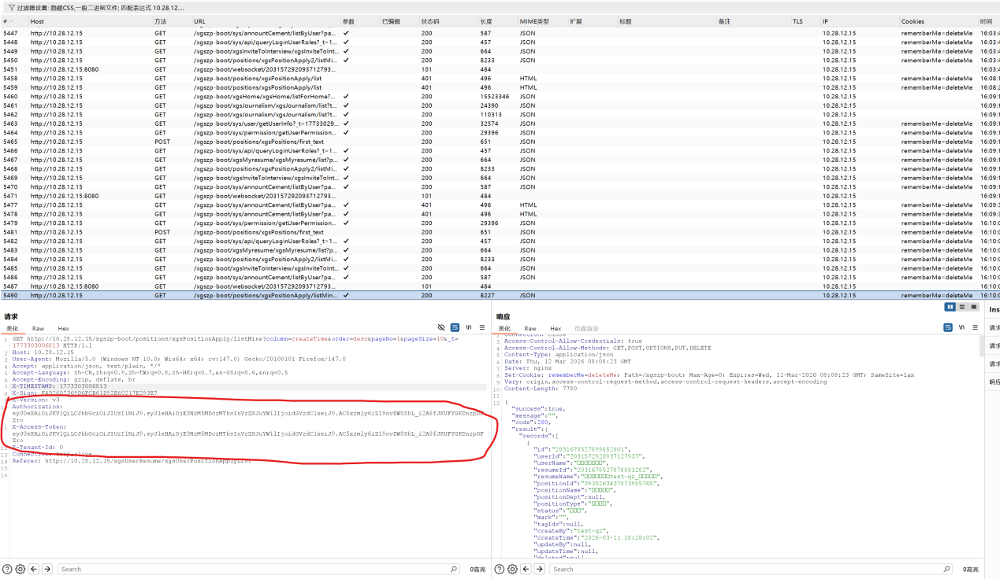 过滤器设置: 隐藏CSS,一般二进制文件; 匹配表达式 10.28.12....
# Host 方法 URL 参数 已编辑 状态码 长度 MIME类型 扩展 标题 备注 TLS IP Cookies 时间
5447 http://10.28.12.15 GET /xgszp-boot/sys/annountCement/listByUser?pa... ✓ 200 587 JSON 10.28.12.15 rememberMe=deleteMe 16:03:4
5448 http://10.28.12.15 GET /xgszp-boot/sys/api/queryLoginUserRoles?_t=1... ✓ 200 457 JSON 10.28.12.15 rememberMe=deleteMe 16:03:4
5449 http://10.28.12.15 GET /xgszp-boot/xgsInviteToInterview/xgsInviteToInt... ✓ 200 664 JSON 10.28.12.15 rememberMe=deleteMe 16:03:4
5450 http://10.28.12.15 GET /xgszp-boot/positions/xgsPositionApply2/listMi... ✓ 200 8233 JSON 10.28.12.15 rememberMe=deleteMe 16:03:4
5451 http://10.28.12.15:8080 GET /xgszp-boot/websocket/203157292093712793... 101 484 10.28.12.15 16:03:4
5458 http://10.28.12.15 GET /xgszp-boot/positions/xgsPositionApply/list 401 496 HTML 10.28.12.15 rememberMe=deleteMe 16:08:1
5459 http://10.28.12.15 GET /xgszp-boot/positions/xgsPositionApply/list 401 496 HTML 10.28.12.15 rememberMe=deleteMe 16:08:2
5460 http://10.28.12.15 GET /xgszp-boot/xgsHome/xgsHome/listForHome?... ✓ 200 15523346 JSON 10.28.12.15 16:09:1
5461 http://10.28.12.15 GET /xgszp-boot/xgsJournalism/xgsJournalism/list?t... ✓ 200 24390 JSON 10.28.12.15 16:09:1
5462 http://10.28.12.15 GET /xgszp-boot/xgsJournalism/xgsJournalism/list?t... ✓ 200 110313 JSON 10.28.12.15 16:09:1
5463 http://10.28.12.15 GET /xgszp-boot/sys/user/getUserInfo?_t=17733029... ✓ 200 32574 JSON 10.28.12.15 rememberMe=deleteMe 16:09:1
5464 http://10.28.12.15 GET /xgszp-boot/sys/permission/getUserPermission... ✓ 200 29396 JSON 10.28.12.15 rememberMe=deleteMe 16:09:1
5465 http://10.28.12.15 POST /xgszp-boot/xgsPositions/first_text 200 651 JSON 10.28.12.15 16:09:1
5466 http://10.28.12.15 GET /xgszp-boot/sys/api/queryLoginUserRoles?_t=1... ✓ 200 457 JSON 10.28.12.15 rememberMe=deleteMe 16:09:1
5467 http://10.28.12.15 GET /xgszp-boot/xgsMyresume/xgsMyresume/list?p... ✓ 200 664 JSON 10.28.12.15 rememberMe=deleteMe 16:09:1
5468 http://10.28.12.15 GET /xgszp-boot/positions/xgsPositionApply2/listMi... ✓ 200 8233 JSON 10.28.12.15 rememberMe=deleteMe 16:09:1
5469 http://10.28.12.15 GET /xgszp-boot/xgsInviteToInterview/xgsInviteToInt... ✓ 200 664 JSON 10.28.12.15 rememberMe=deleteMe 16:09:1
5470 http://10.28.12.15 GET /xgszp-boot/sys/annountCement/listByUser?pa... ✓ 200 587 JSON 10.28.12.15 rememberMe=deleteMe 16:09:1
5471 http://10.28.12.15:8080 GET /xgszp-boot/websocket/203157292093712793... 101 484 10.28.12.15 16:09:1
5477 http://10.28.12.15 GET /xgszp-boot/sys/annountCement/listByUser?pa... ✓ 401 496 HTML 10.28.12.15 rememberMe=deleteMe 16:09:3
5478 http://10.28.12.15 GET /xgszp-boot/sys/annountCement/listByUser?pa... ✓ 401 496 HTML 10.28.12.15 rememberMe=deleteMe 16:09:3
5479 http://10.28.12.15 GET /xgszp-boot/sys/permission/getUserPermission... ✓ 200 29396 JSON 10.28.12.15 rememberMe=deleteMe 16:10:0
5481 http://10.28.12.15 POST /xgszp-boot/xgsPositions/first_text 200 651 JSON 10.28.12.15 16:10:0
5482 http://10.28.12.15 GET /xgszp-boot/sys/api/queryLoginUserRoles?_t=1... ✓ 200 457 JSON 10.28.12.15 rememberMe=deleteMe 16:10:0
5483 http://10.28.12.15 GET /xgszp-boot/xgsMyresume/xgsMyresume/list?p... ✓ 200 664 JSON 10.28.12.15 rememberMe=deleteMe 16:10:0
5484 http://10.28.12.15 GET /xgszp-boot/positions/xgsPositionApply2/listMi... ✓ 200 8233 JSON 10.28.12.15 rememberMe=deleteMe 16:10:0
5485 http://10.28.12.15 GET /xgszp-boot/xgsInviteToInterview/xgsInviteToInt... ✓ 200 664 JSON 10.28.12.15 rememberMe=deleteMe 16:10:0
5486 http://10.28.12.15 GET /xgszp-boot/sys/annountCement/listByUser?pa... ✓ 200 587 JSON 10.28.12.15 rememberMe=deleteMe 16:10:0
5487 http://10.28.12.15:8080 GET /xgszp-boot/websocket/203157292093712793... 101 484 10.28.12.15 16:10:0
5490 http://10.28.12.15 GET /xgszp-boot/positions/xgsPositionApply/listMin... ✓ 200 8227 JSON 10.28.12.15 rememberMe=deleteMe 16:10:0
请求
美化 Raw Hex \n
1 GET http://10.28.12.15/xgszp-boot/positions/xgsPositionApply/listMine?column=createTime&order=desc&pageNo=1&pageSize=10&_t=
1773303006813 HTTP/1.1
2 Host: 10.28.12.15
3 User-Agent: Mozilla/5.0 (Windows NT 10.0; Win64; x64; rv:147.0) Gecko/20100101 Firefox/147.0
4 Accept: application/json, text/plain, */*
5 Accept-Language: zh-CN,zh;q=0.9,zh-TW;q=0.8,zh-HK;q=0.7,en-US;q=0.6,en;q=0.5
6 Accept-Encoding: gzip, deflate, br
7 X-TIMESTAMP: 1773303006813
8 X-Sign:
9 X-Version: v3
Authorization:
Zro
11 X-Access-Token:
Zro
12 X-Tenant-Id: 0
13 Connection: keep-alive
14 Referer: http://10.28.12.15/xgsUserResume/xgsUserPositionApplyList
15
16
Search 0高亮
响应
美化 Raw Hex 页面渲染 \n
2 Connection: close
3 Access-Control-Allow-Credentials: true
4 Access-Control-Allow-Methods: GET,POST,OPTIONS,PUT,DELETE
5 Content-Type: application/json
6 Date: Thu, 12 Mar 2026 08:08:23 GMT
7 Server: nginx
8 Set-Cookie: rememberMe=deleteMe; Path=/xgszp-boot; Max-Age=0; Expires=Wed, 11-Mar-2026 08:08:23 GMT; SameSite=lax
9 Vary: origin,access-control-request-method,access-control-request-headers,accept-encoding
10 Content-Length: 7780
11
12 {
"success":true,
"message":"",
"code":200,
"result":{
"records":[
{
"id":"2031678527899852801",
"userId":"2031572920937127937",
"userName":"□□□□□□□",
"resumeId":"2031678527878881282",
"resumeName":"□□□□□□□test-qz_□□□□□",
"positionId":"3930263437873985765",
"positionName":"□□□□□",
"positionDept":null,
"positionType":"□□□□",
"status":"□□□",
"mark":"",
"tagIds":null,
"createBy":"test-qz",
"createTime":"2026-03-11 18:28:02",
"updateBy":null,
"updateTime":null,
"deleted":null,
Search 0高亮
Ins
请求
请求
请求
响应